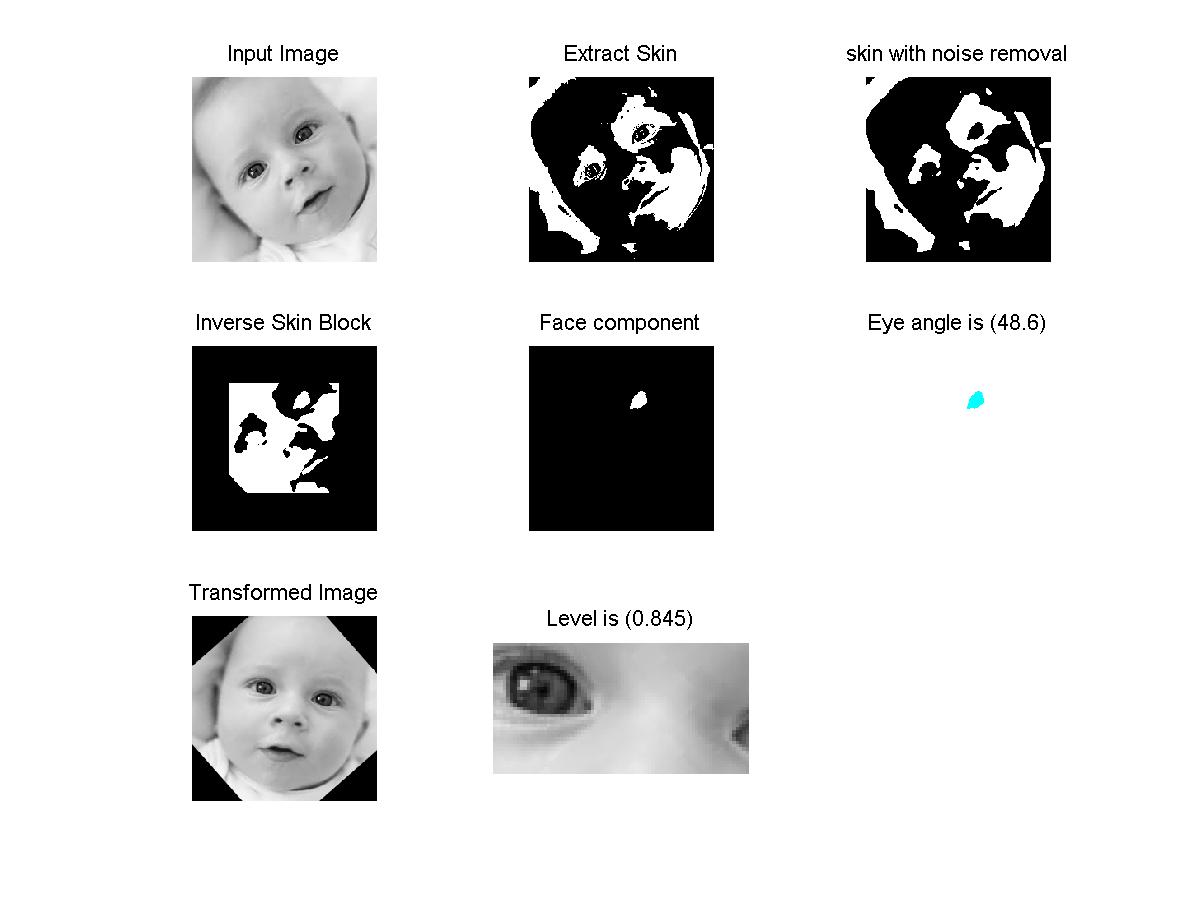 Input Image
Extract Skin
skin with noise removal
Inverse Skin Block
Face component
Eye angle is (48.6)
Transformed Image
Level is (0.845)